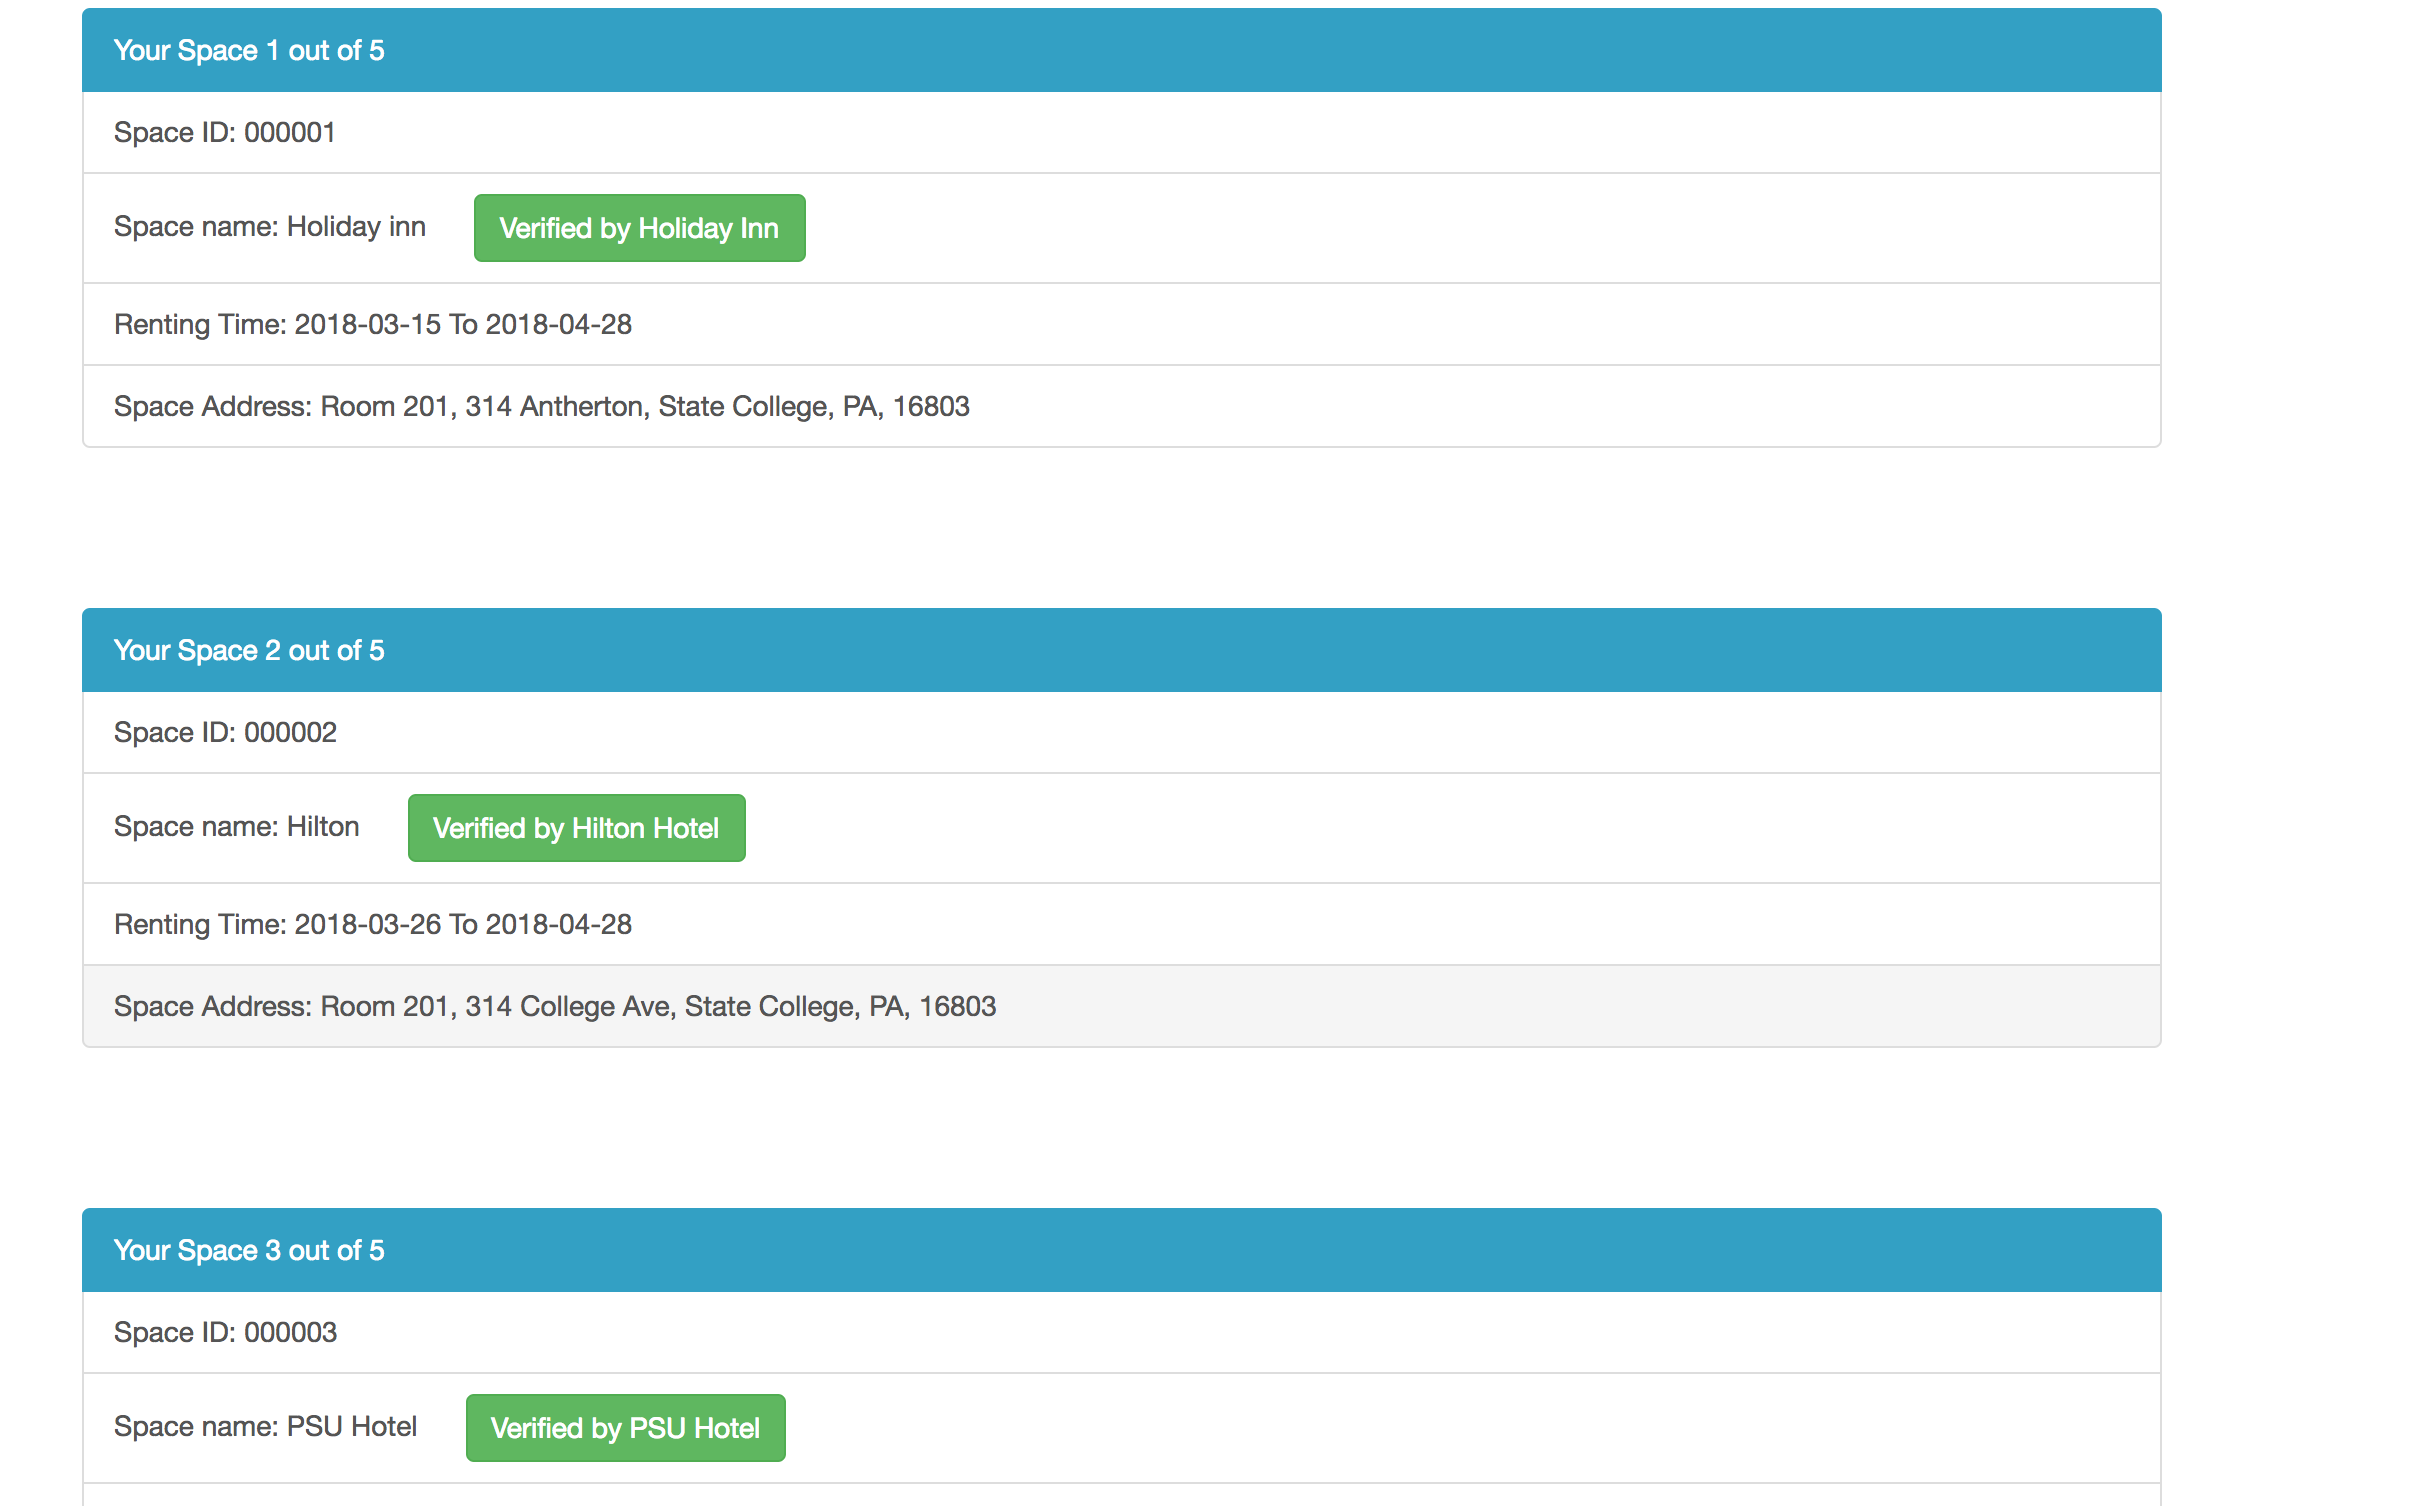 Your Space 1 out of 5
Space ID: 000001
Space name: Holiday inn Verified by Holiday Inn
Renting Time: 2018-03-15 To 2018-04-28
Space Address: Room 201, 314 Antherton, State College, PA, 16803
Your Space 2 out of 5
Space ID: 000002
Space name: Hilton Verified by Hilton Hotel
Renting Time: 2018-03-26 To 2018-04-28
Space Address: Room 201, 314 College Ave, State College, PA, 16803
Your Space 3 out of 5
Space ID: 000003
Space name: PSU Hotel Verified by PSU Hotel